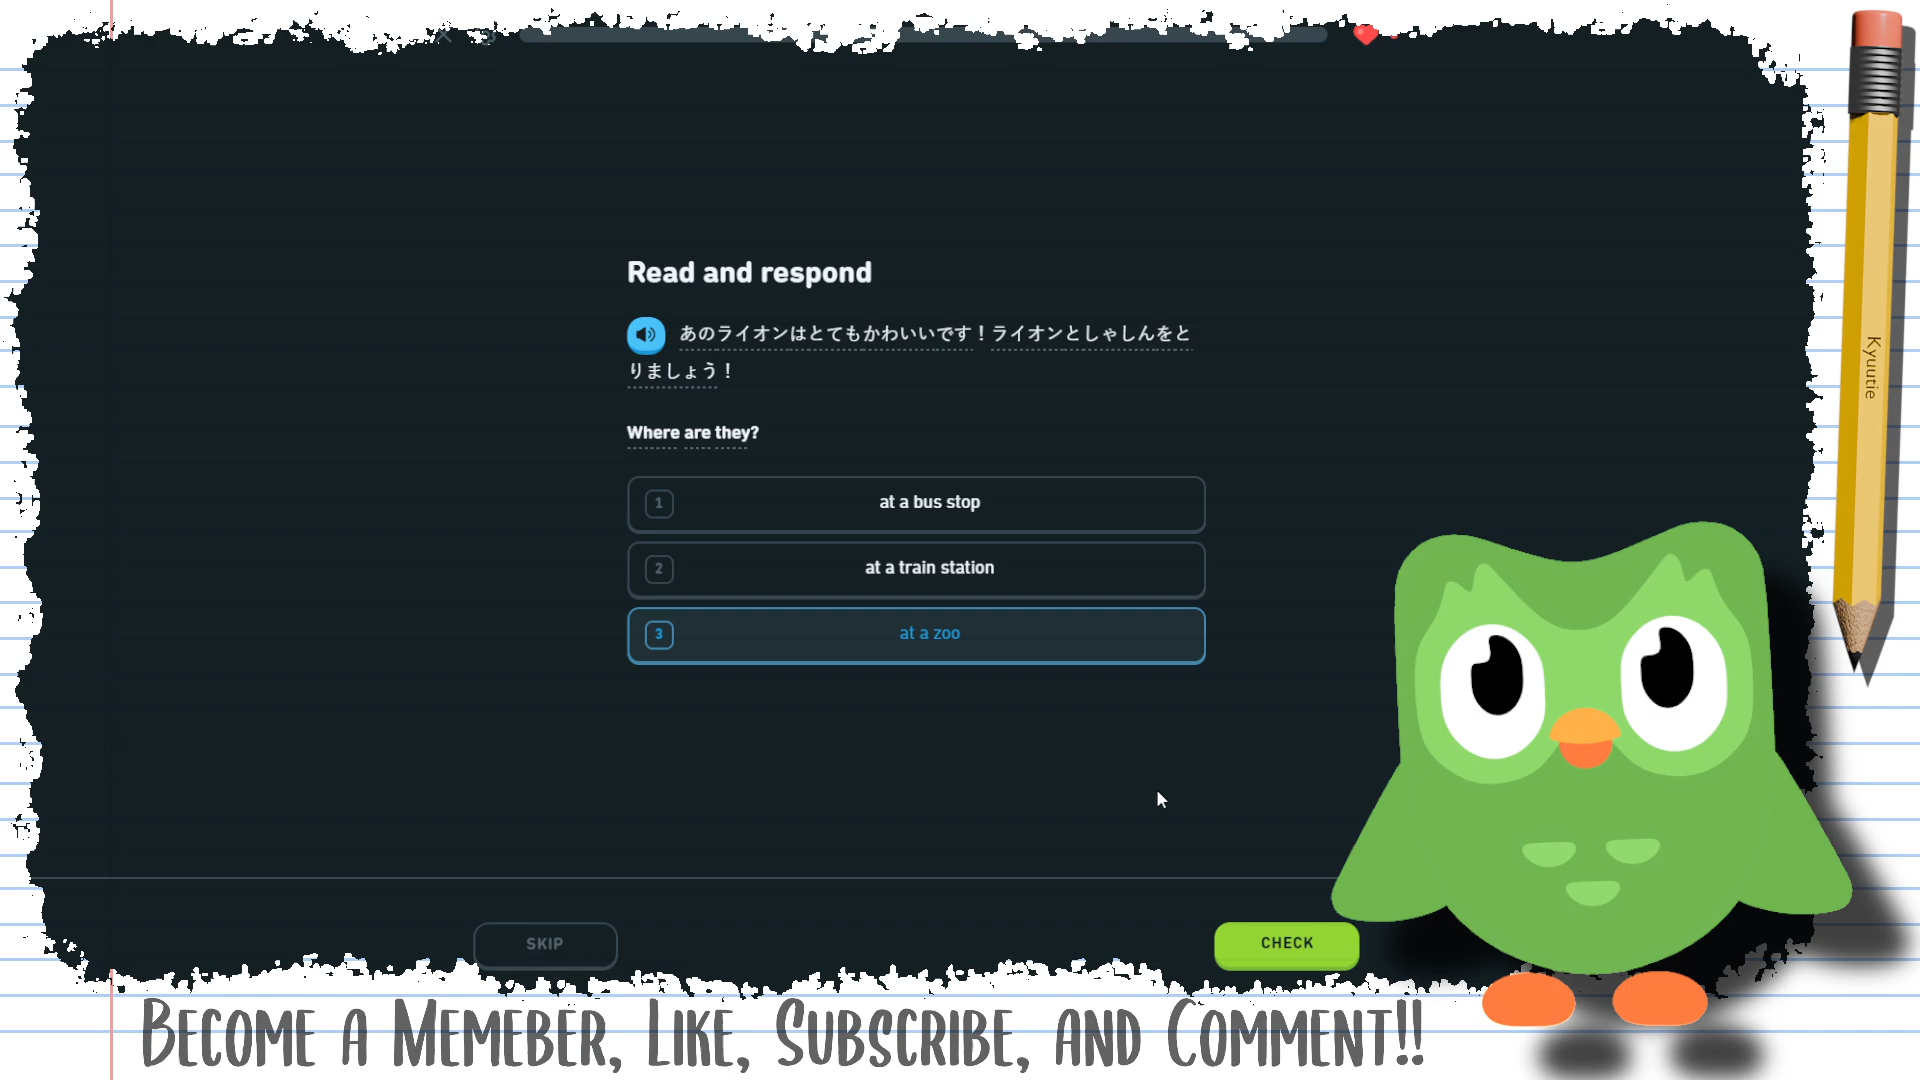 Read and respond
あのライオンはとてもかわいいです！ライオンとしゃしんをと
りましょう！
Where are they?
1 at a bus stop
2 at a train station
3 at a zoo
SKIP
CHECK
Kyuutie
Become a Memeber, Like, Subscribe, and Comment!!